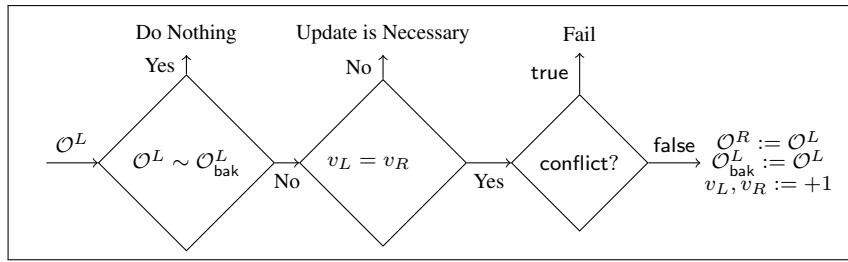 Do Nothing
Update is Necessary
Fail
Yes
No
true
𝒪^L
𝒪^L ∼ 𝒪^L_bak
No
v_L = v_R
Yes
conflict?
false
𝒪^R := 𝒪^L
𝒪^L_bak := 𝒪^L
v_L, v_R := +1